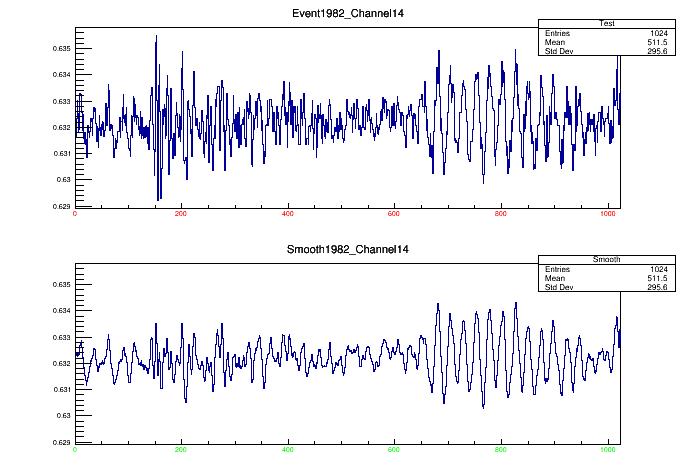 Event1982_Channel14
Test
Entries 1024
Mean 511.5
Std Dev 295.6
0.635
0.634
0.633
0.632
0.631
0.63
0.629
0 200 400 600 800 1000
Smooth1982_Channel14
Smooth
Entries 1024
Mean 511.5
Std Dev 295.6
0.635
0.634
0.633
0.632
0.631
0.63
0.629
0 200 400 600 800 1000